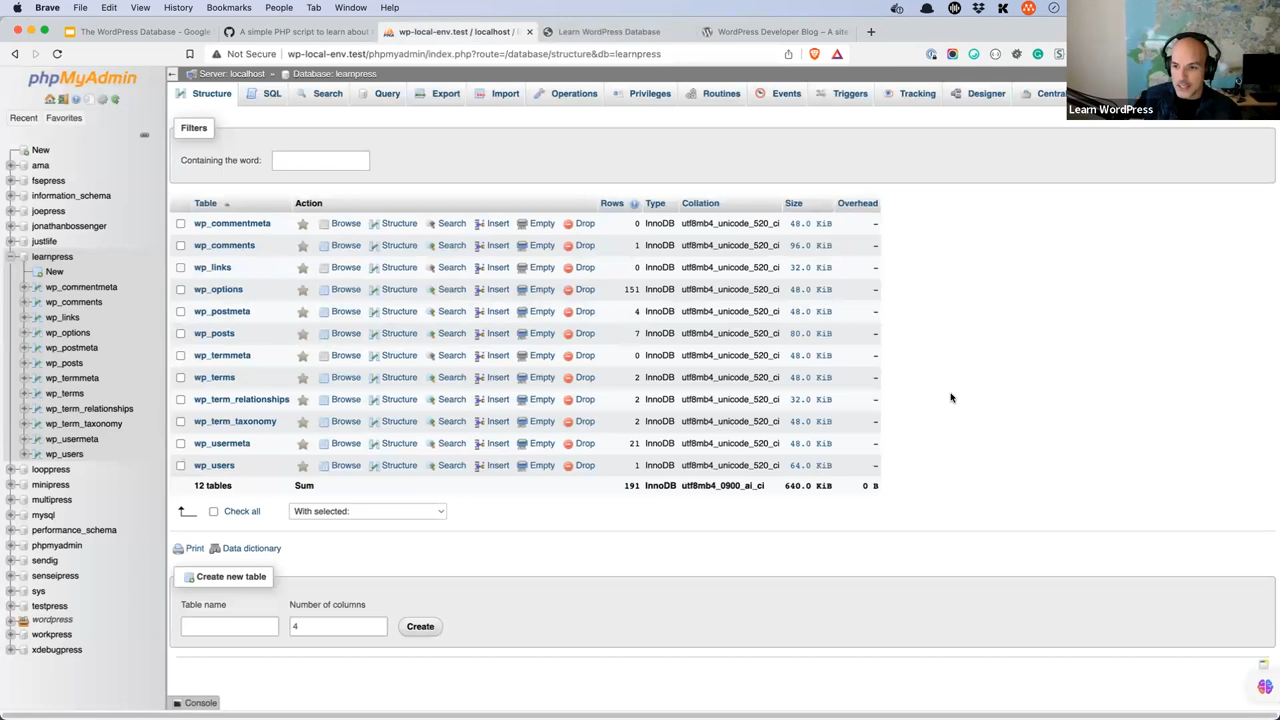 Brave File Edit View History Bookmarks People Tab Window Help
The WordPress Database - Google
A simple PHP script to learn about
wp-local-env.test / localhost /
Learn WordPress Database
WordPress Developer Blog – A site
Not Secure wp-local-env.test/phpmyadmin/index.php?route=/database/structure&db=learnpress
phpMyAdmin
Server: localhost » Database: learnpress
Structure SQL Search Query Export Import Operations Privileges Routines Events Triggers Tracking Designer Centra
Learn WordPress
Recent Favorites
New
ama
fsepress
information_schema
joepress
jonathanbossenger
justlife
learnpress
New
wp_commentmeta
wp_comments
wp_links
wp_options
wp_postmeta
wp_posts
wp_termmeta
wp_terms
wp_term_relationships
wp_term_taxonomy
wp_usermeta
wp_users
looppress
minipress
multipress
mysql
performance_schema
phpmyadmin
sendig
senseipress
sys
testpress
wordpress
workpress
xdebugpress
Filters
Containing the word:
Table Action Rows Type Collation Size Overhead
wp_commentmeta Browse Structure Search Insert Empty Drop 0 InnoDB utf8mb4_unicode_520_ci 48.0 KiB –
wp_comments Browse Structure Search Insert Empty Drop 1 InnoDB utf8mb4_unicode_520_ci 96.0 KiB –
wp_links Browse Structure Search Insert Empty Drop 0 InnoDB utf8mb4_unicode_520_ci 32.0 KiB –
wp_options Browse Structure Search Insert Empty Drop 151 InnoDB utf8mb4_unicode_520_ci 48.0 KiB –
wp_postmeta Browse Structure Search Insert Empty Drop 4 InnoDB utf8mb4_unicode_520_ci 48.0 KiB –
wp_posts Browse Structure Search Insert Empty Drop 7 InnoDB utf8mb4_unicode_520_ci 80.0 KiB –
wp_termmeta Browse Structure Search Insert Empty Drop 0 InnoDB utf8mb4_unicode_520_ci 48.0 KiB –
wp_terms Browse Structure Search Insert Empty Drop 2 InnoDB utf8mb4_unicode_520_ci 48.0 KiB –
wp_term_relationships Browse Structure Search Insert Empty Drop 2 InnoDB utf8mb4_unicode_520_ci 32.0 KiB –
wp_term_taxonomy Browse Structure Search Insert Empty Drop 2 InnoDB utf8mb4_unicode_520_ci 48.0 KiB –
wp_usermeta Browse Structure Search Insert Empty Drop 21 InnoDB utf8mb4_unicode_520_ci 48.0 KiB –
wp_users Browse Structure Search Insert Empty Drop 1 InnoDB utf8mb4_unicode_520_ci 64.0 KiB –
12 tables Sum 191 InnoDB utf8mb4_0900_ai_ci 640.0 KiB 0 B
Check all With selected:
Print Data dictionary
Create new table
Table name Number of columns
4 Create
Console